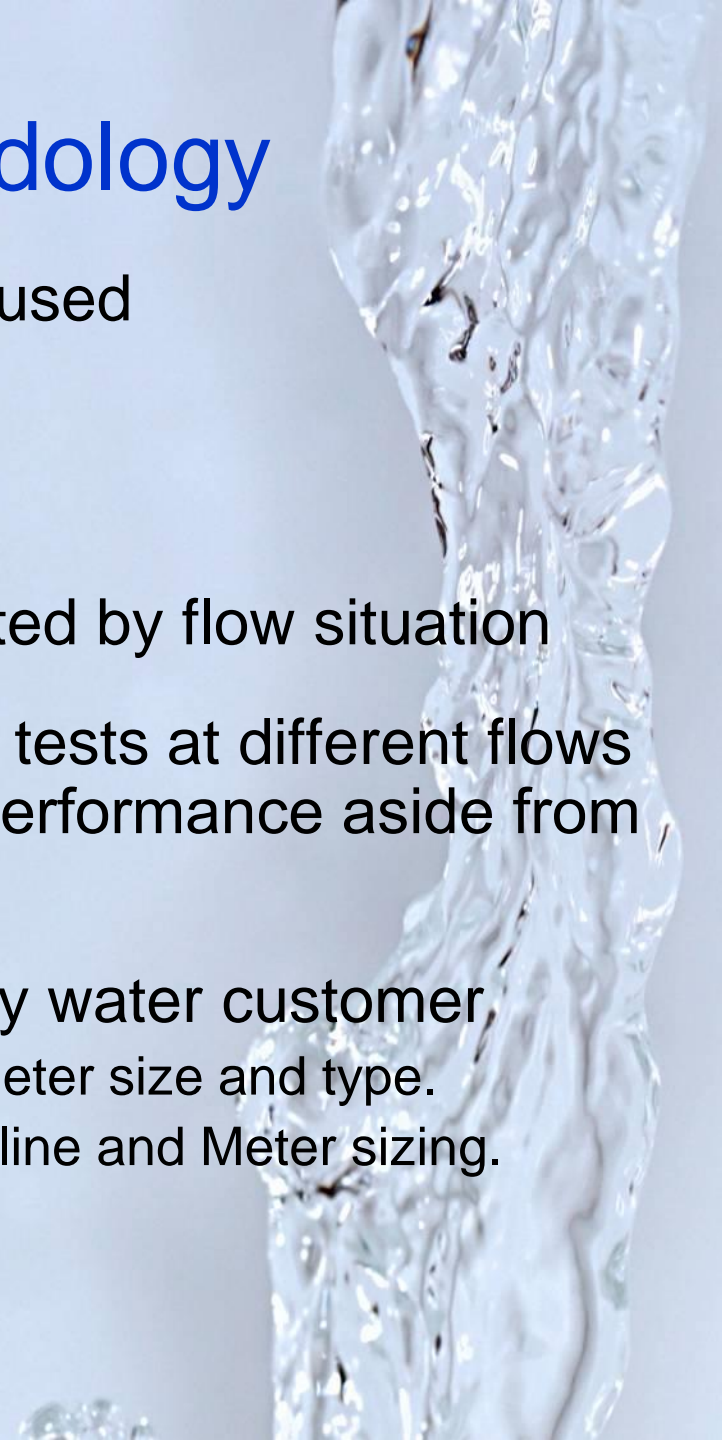 dology
used
ted by flow situation
tests at different flows
erformance aside from
y water customer
eter size and type.
line and Meter sizing.